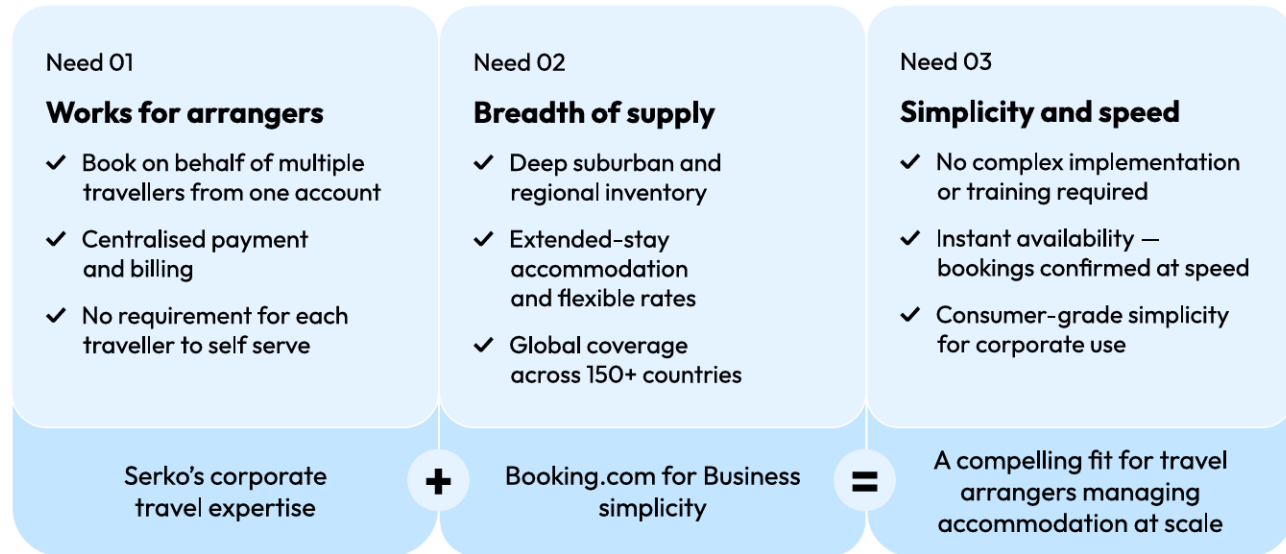 Need 01
Works for arrangers
✓ Book on behalf of multiple
travellers from one account
✓ Centralised payment
and billing
✓ No requirement for each
traveller to self serve
Need 02
Breadth of supply
✓ Deep suburban and
regional inventory
✓ Extended-stay
accommodation
and flexible rates
✓ Global coverage
across 150+ countries
Need 03
Simplicity and speed
✓ No complex implementation
or training required
✓ Instant availability —
bookings confirmed at speed
✓ Consumer-grade simplicity
for corporate use
Serko’s corporate
travel expertise
+
Booking.com for Business
simplicity
=
A compelling fit for travel
arrangers managing
accommodation at scale